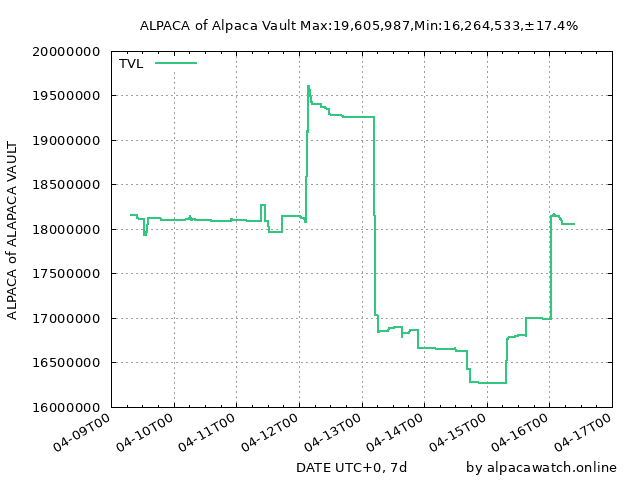 ALPACA of Alpaca Vault Max:19,605,987,Min:16,264,533,±17.4%
TVL
20000000
19500000
19000000
18500000
18000000
17500000
17000000
16500000
16000000
ALPACA of ALAPACA VAULT
04-09T00
04-10T00
04-11T00
04-12T00
04-13T00
04-14T00
04-15T00
04-16T00
04-17T00
DATE UTC+0, 7d
by alpacawatch.online